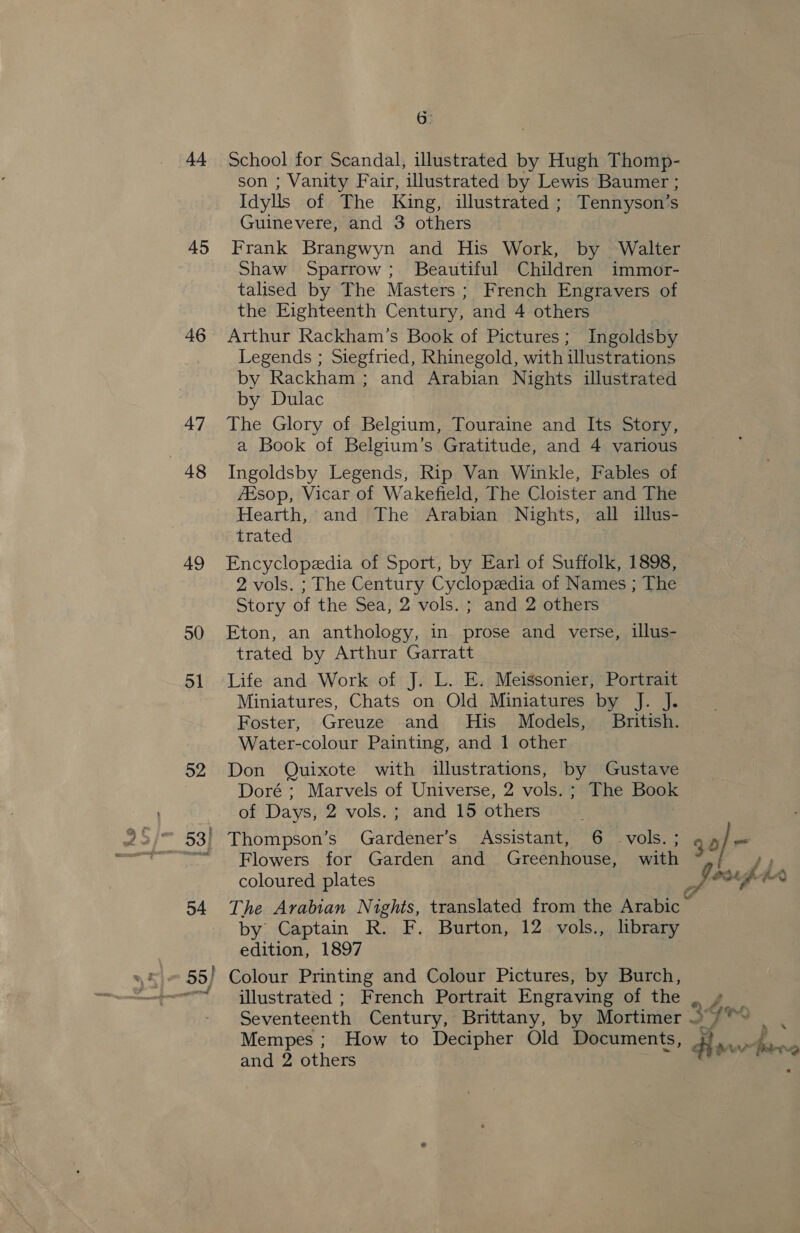 6
44 School for Scandal, illustrated by Hugh Thomp-
son ; Vanity Fair, illustrated by Lewis Baumer ;
Idylls of The King, illustrated ; Tennyson's
Guinevere, and 3 others
45 Frank Brangwyn and His Work, by Walter
Shaw Sparrow ; Beautiful Children immor-
talised by The Masters ; French Engravers of
the Eighteenth Century, and 4 others
46 Arthur Rackham's Book of Pictures ; Ingoldsby
Legends ; Siegfried, Rhinegold, with illustrations
by Rackham ; and Arabian Nights illustrated
by Dulac
47 The Glory of Belgium, Touraine and Its Story,
a Book of Belgium's Gratitude, and 4 various
48 Ingoldsby Legends, Rip Van Winkle, Fables of
Æsop, Vicar of Wakefield, The Cloister and The
Hearth, and The Arabian Nights, all illus-
trated
49 Encyclopædia of Sport, by Earl of Suffolk, 1898,
2 vols. ; The Century Cyclopædia of Names ; The
Story of the Sea, 2 vols. ; and 2 others
50 Eton, an anthology, in prose and verse, illus-
trated by Arthur Garratt
51 Life and Work of J. L. E. Meissonier, Portrait
Miniatures, Chats on Old Miniatures by J. J.
Foster, Greuze and His Models, British
Water-colour Painting, and 1 other
52 Don Quixote with illustrations, by Gustave
Doré ; Marvels of Universe, 2 vols. ; The Book
of Days, 2 vols. ; and 15 others
25/- 53 Thompson's Gardener's Assistant, 6 vols. ;
Flowers for Garden and Greenhouse, with
coloured plates
54 The Arabian Nights, translated from the Arabic
by Captain R. F. Burton, 12 vols., library
edition, 1897
55 Colour Printing and Colour Pictures, by Burch,
illustrated ; French Portrait Engraving of the
Seventeenth Century, Brittany, by Mortimer
Mempes ; How to Decipher Old Documents,
and 2 others